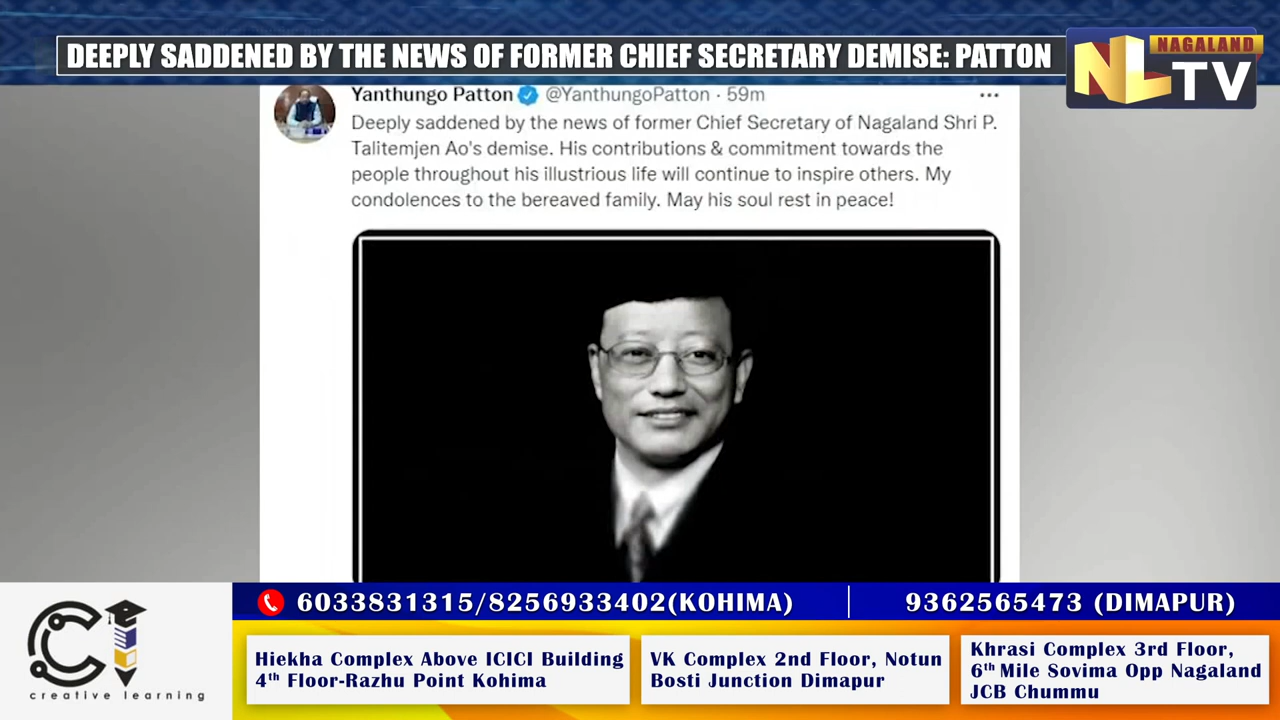 DEEPLY SADDENED BY THE NEWS OF FORMER CHIEF SECRETARY DEMISE: PATTON
NAGALAND
NL TV
Yanthungo Patton @YanthungoPatton · 59m
Deeply saddened by the news of former Chief Secretary of Nagaland Shri P.
Talitemjen Ao's demise. His contributions & commitment towards the
people throughout his illustrious life will continue to inspire others. My
condolences to the bereaved family. May his soul rest in peace!
6033831315/8256933402(KOHIMA)
9362565473 (DIMAPUR)
Ci
creative learning
Hiekha Complex Above ICICI Building
4th Floor-Razhu Point Kohima
VK Complex 2nd Floor, Notun
Bosti Junction Dimapur
Khrasi Complex 3rd Floor,
6th Mile Sovima Opp Nagaland
JCB Chummu